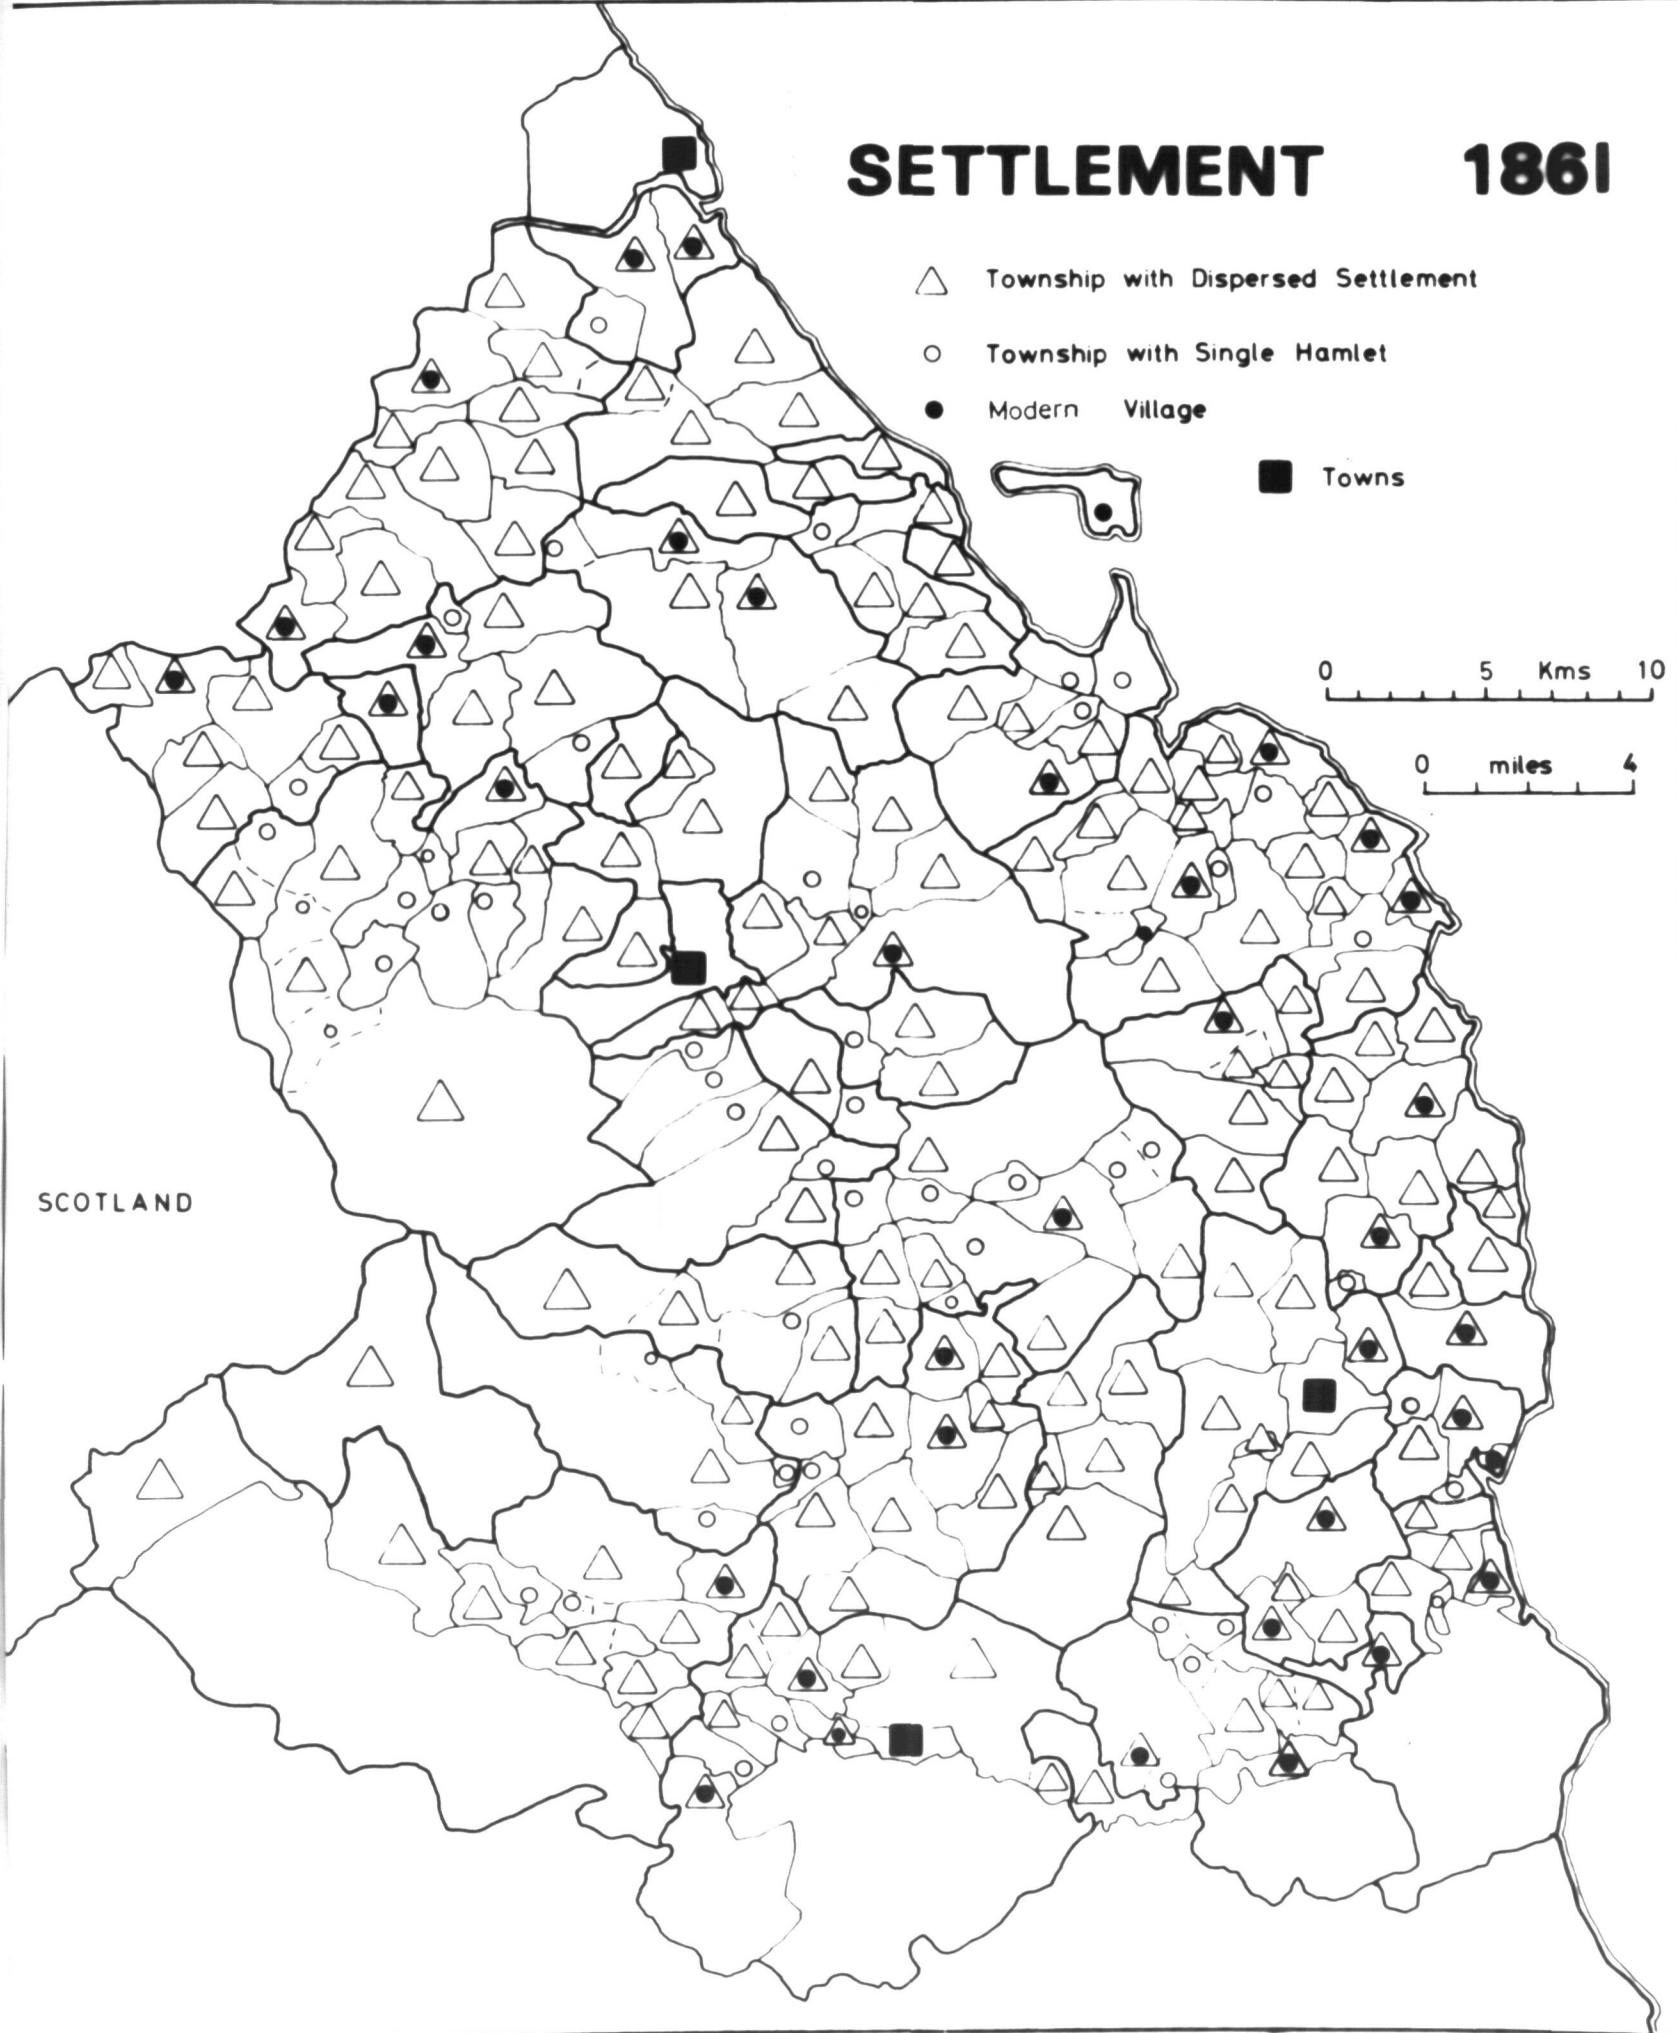 SETTLEMENT 1861
Township with Dispersed Settlement
Township with Single Hamlet
Modern Village
Towns
0 5 Kms 10
0 miles 4
SCOTLAND